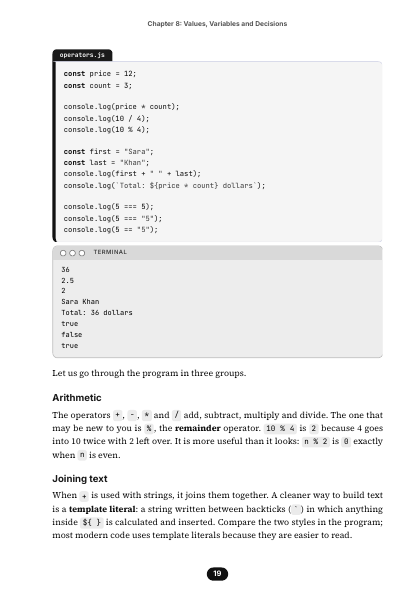 Chapter 8: Values, Variables and Decisions
operators.js
const price = 12;
const count = 3;
console.log(price * count);
console.log(10 / 4);
console.log(10 % 4);
const first = "Sara";
const last = "Khan";
console.log(first + " " + last);
console.log(`Total: ${price * count} dollars`);
console.log(5 === 5);
console.log(5 === "5");
console.log(5 == "5");
TERMINAL
36
2.5
2
Sara Khan
Total: 36 dollars
true
false
true
Let us go through the program in three groups.
Arithmetic
The operators +, -, * and / add, subtract, multiply and divide. The one that
may be new to you is %, the remainder operator. 10 % 4 is 2 because 4 goes
into 10 twice with 2 left over. It is more useful than it looks: n % 2 is 0 exactly
when n is even.
Joining text
When + is used with strings, it joins them together. A cleaner way to build text
is a template literal: a string written between backticks (`) in which anything
inside ${ } is calculated and inserted. Compare the two styles in the program;
most modern code uses template literals because they are easier to read.
19